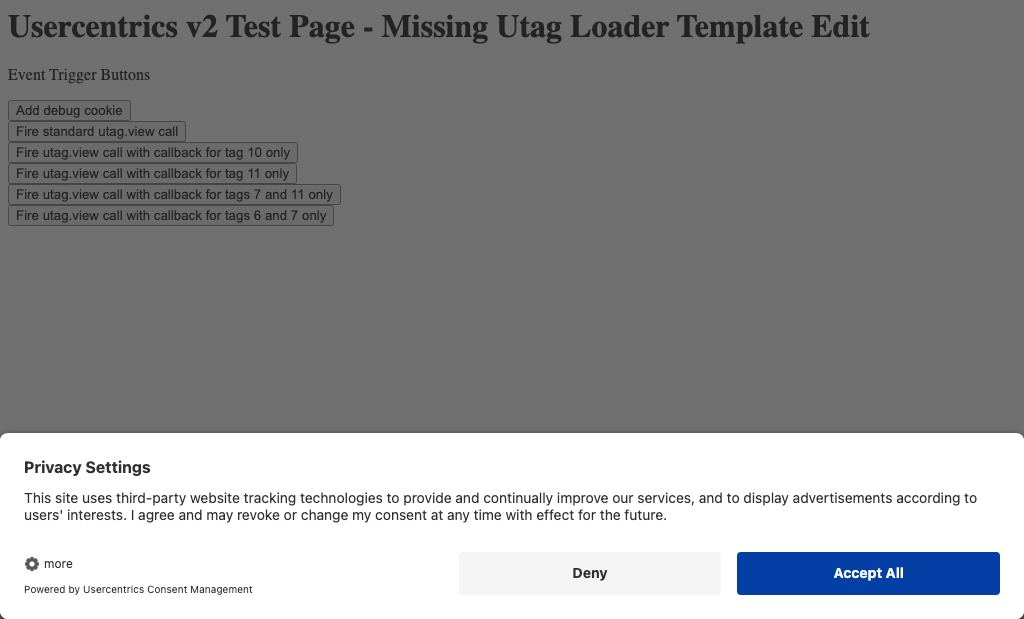 Usercentrics v2 Test Page - Missing Utag Loader Template Edit
Event Trigger Buttons
Add debug cookie
Fire standard utag.view call
Fire utag.view call with callback for tag 10 only
Fire utag.view call with callback for tag 11 only
Fire utag.view call with callback for tags 7 and 11 only
Fire utag.view call with callback for tags 6 and 7 only
Privacy Settings
This site uses third-party website tracking technologies to provide and continually improve our services, and to display advertisements according to
users' interests. I agree and may revoke or change my consent at any time with effect for the future.
more
Deny
Accept All
Powered by Usercentrics Consent Management